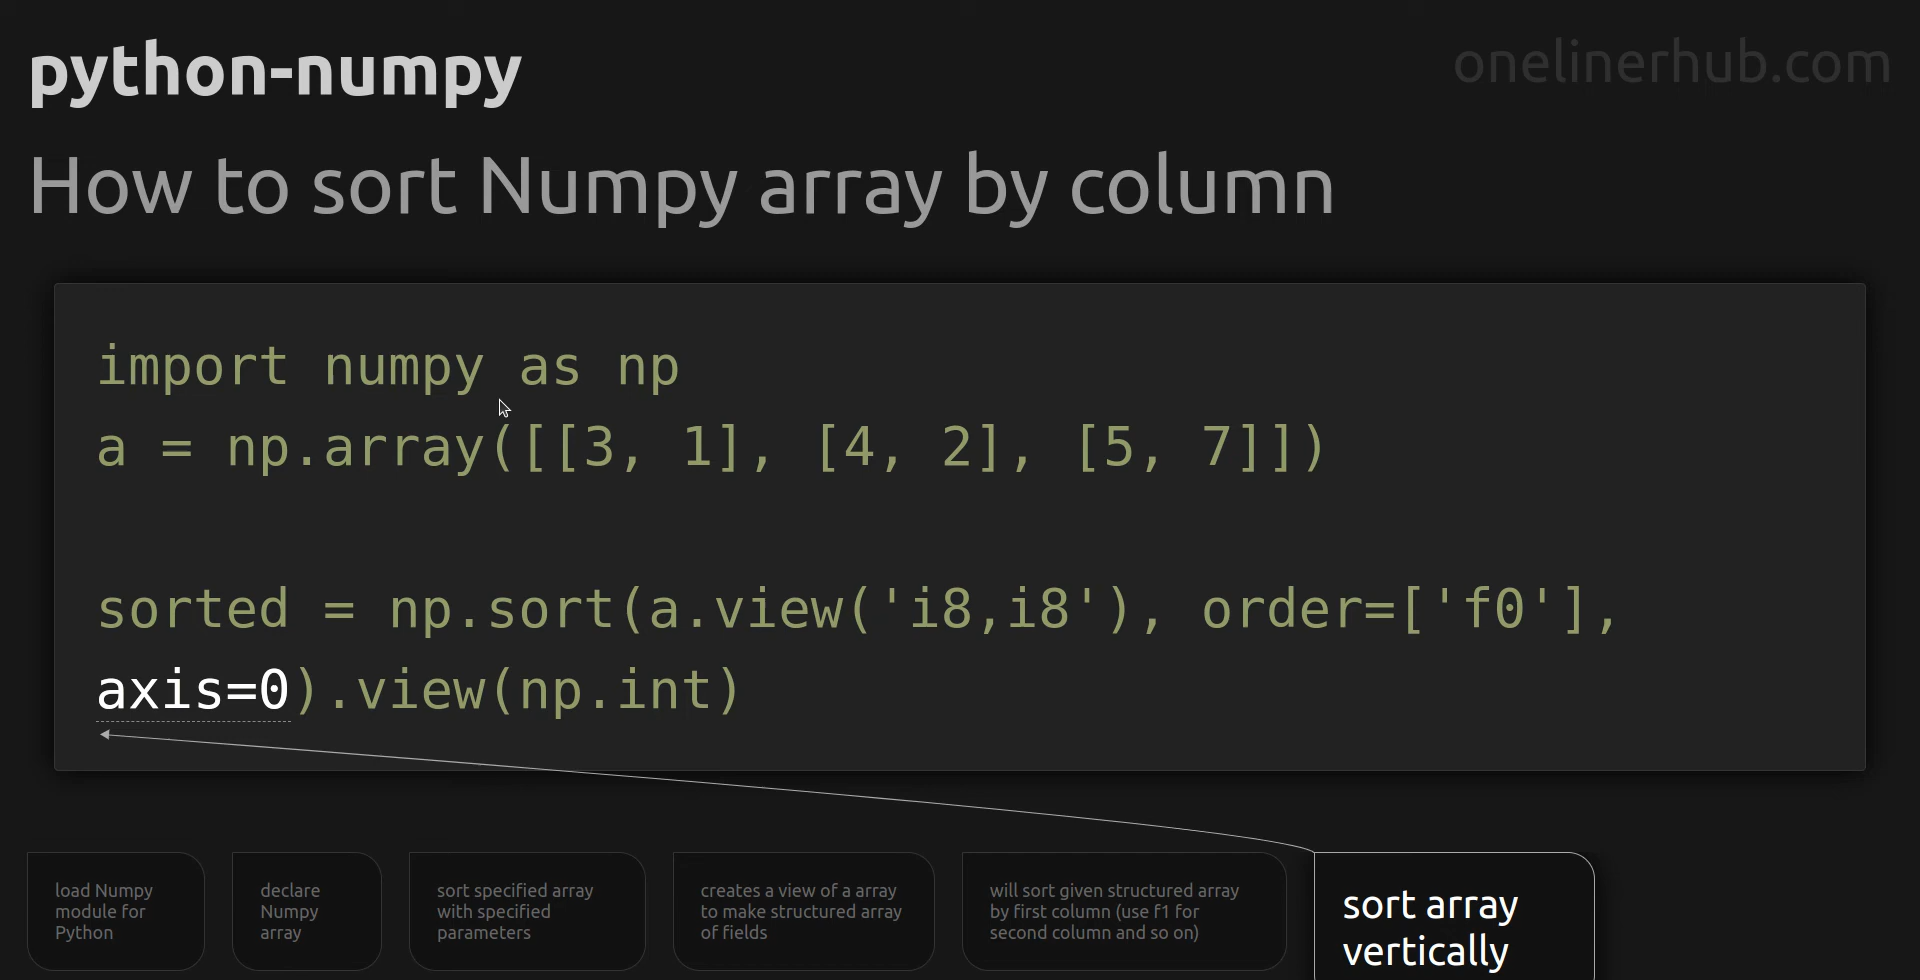 python-numpy
onelinerhub.com
How to sort Numpy array by column
import numpy as np
a = np.array([[3, 1], [4, 2], [5, 7]])
sorted = np.sort(a.view('i8,i8'), order=['f0'],
axis=0).view(np.int)
load Numpy
module for
Python
declare
Numpy
array
sort specified array
with specified
parameters
creates a view of a array
to make structured array
of fields
will sort given structured array
by first column (use f1 for
second column and so on)
sort array
vertically